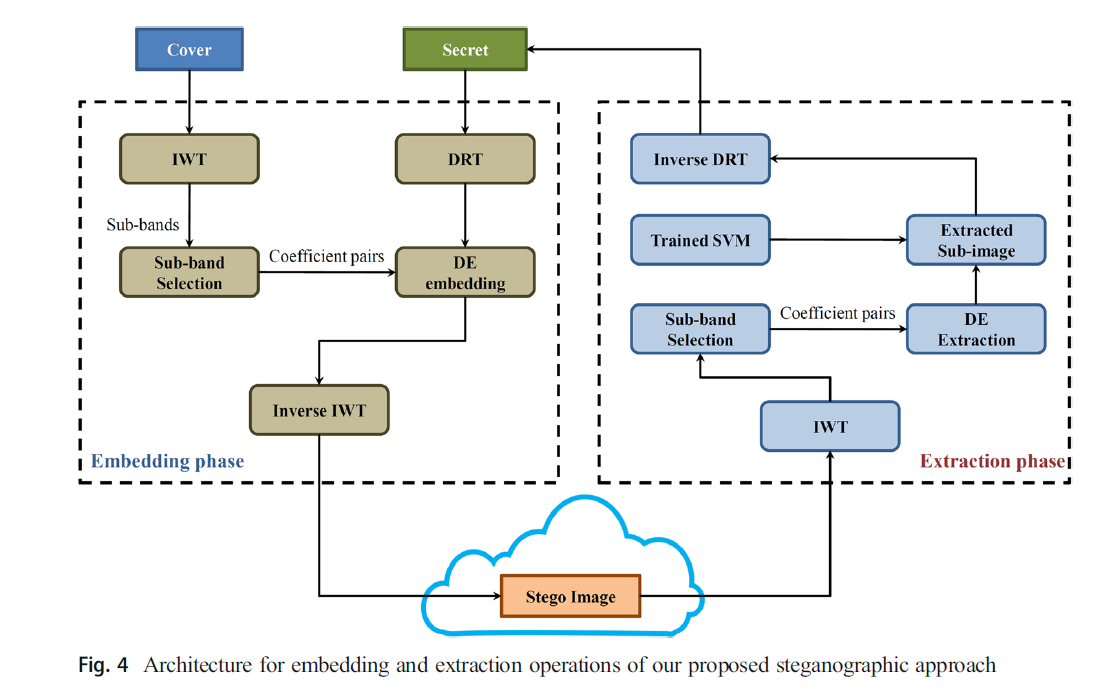 Cover
Secret
IWT
DRT
Sub-bands
Sub-band
Selection
Coefficient pairs
DE
embedding
Inverse IWT
Embedding phase
Inverse DRT
Trained SVM
Extracted
Sub-image
Sub-band
Selection
Coefficient pairs
DE
Extraction
IWT
Extraction phase
Stego Image
Fig. 4 Architecture for embedding and extraction operations of our proposed steganographic approach